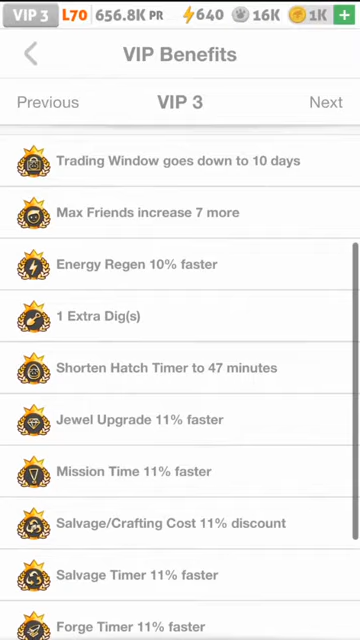 VIP 3 L70 656.8K PR 640 16K 1K
VIP Benefits
Previous VIP 3 Next
Trading Window goes down to 10 days
Max Friends increase 7 more
Energy Regen 10% faster
1 Extra Dig(s)
Shorten Hatch Timer to 47 minutes
Jewel Upgrade 11% faster
Mission Time 11% faster
Salvage/Crafting Cost 11% discount
Salvage Timer 11% faster
Forge Timer 11% faster